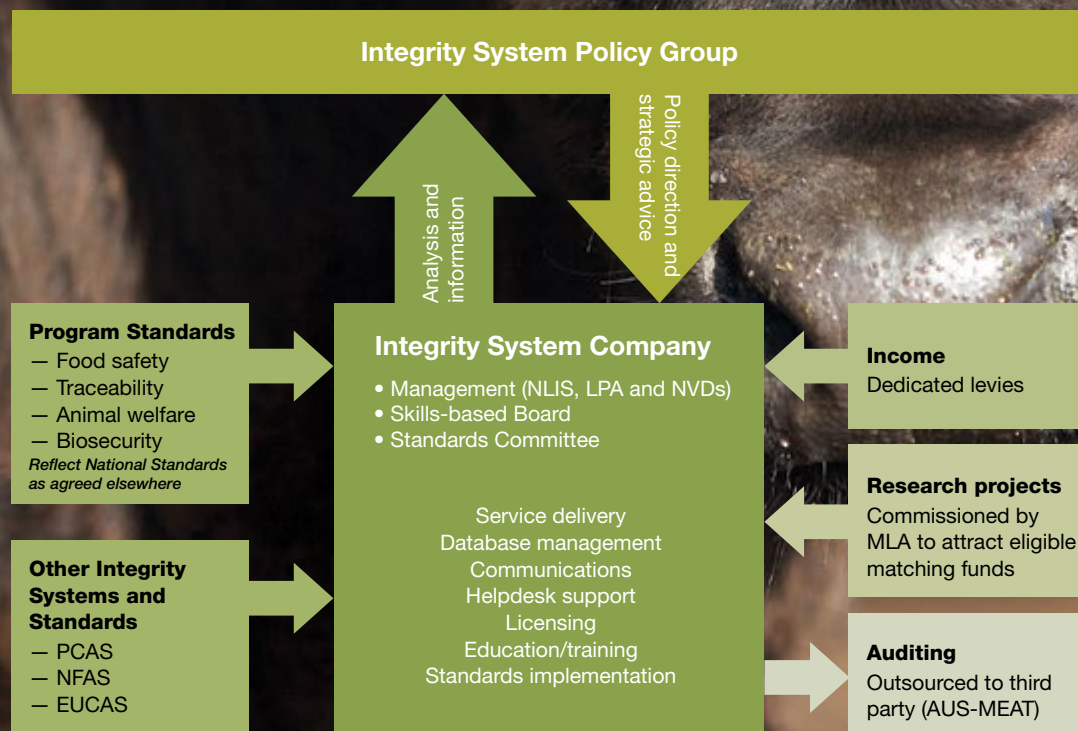 Integrity System Policy Group
Analysis and
information
Policy direction and
strategic advice
Program Standards
— Food safety
— Traceability
— Animal welfare
— Biosecurity
Reflect National Standards
as agreed elsewhere
Other Integrity
Systems and
Standards
— PCAS
— NFAS
— EUCAS
Integrity System Company
• Management (NLIS, LPA and NVDs)
• Skills-based Board
• Standards Committee
Service delivery
Database management
Communications
Helpdesk support
Licensing
Education/training
Standards implementation
Income
Dedicated levies
Research projects
Commissioned by
MLA to attract eligible
matching funds
Auditing
Outsourced to third
party (AUS-MEAT)